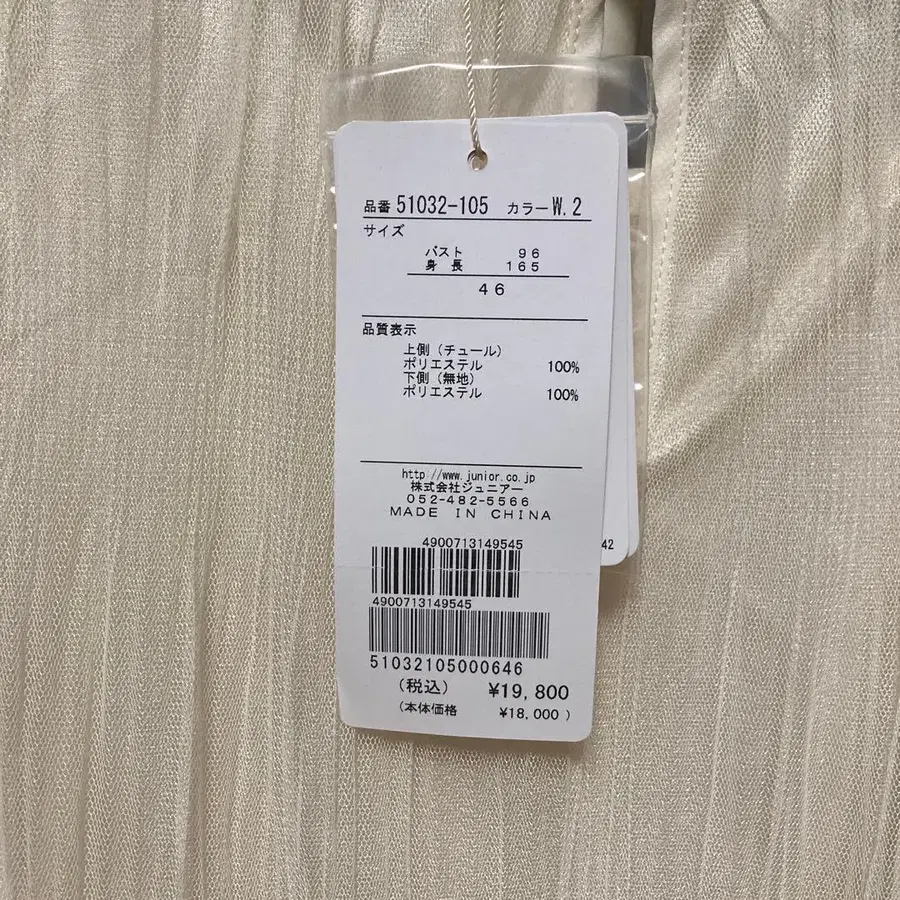 品番 51032-105 カラー W.2
サイズ
バスト 96
身 長 165
46
品質表示
上側(チュール)
ポリエステル 100%
下側(無地)
ポリエステル 100%
http://www.junior.co.jp
株式会社ジュニアー
052-482-5566
MADE IN CHINA
4900713149545
42
4900713149545
51032105000646
(税込) ¥19,800
(本体価格 ¥18,000)